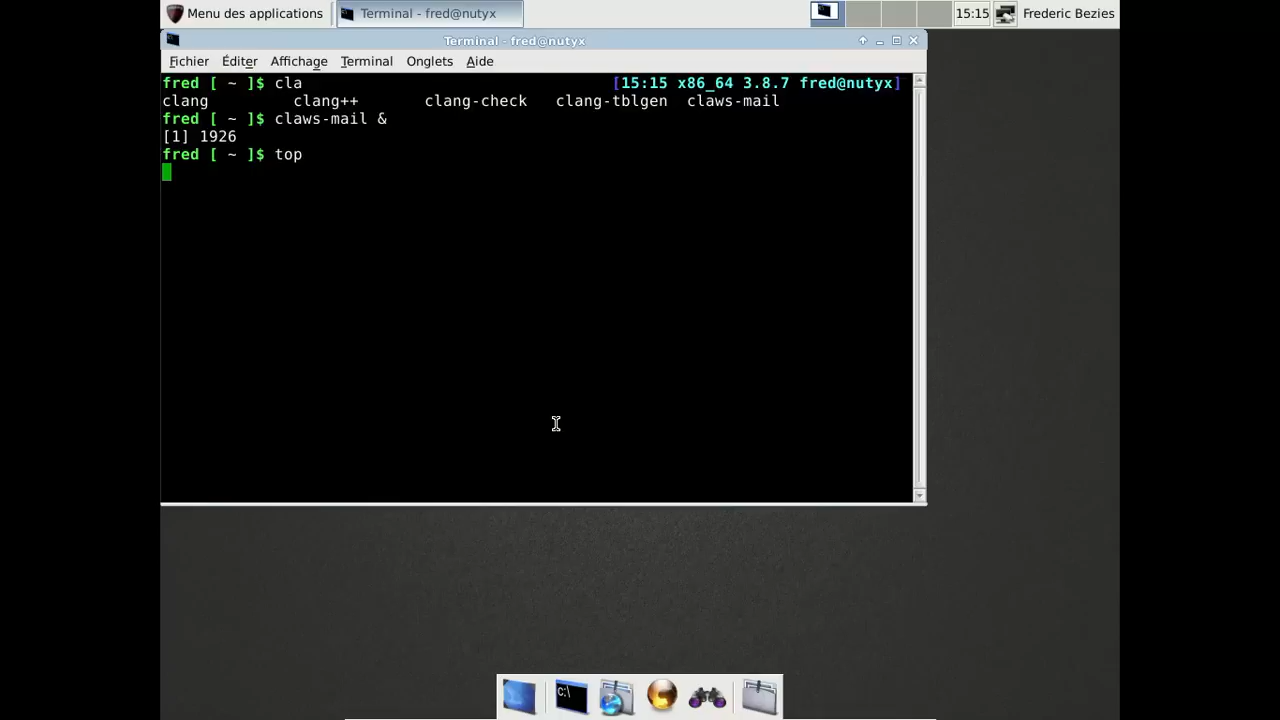 Menu des applications
Terminal - fred@nutyx
15:15
Frederic Bezies
Terminal - fred@nutyx
Fichier Éditer Affichage Terminal Onglets Aide
fred [ ~ ]$ cla [15:15 x86_64 3.8.7 fred@nutyx]
clang clang++ clang-check clang-tblgen claws-mail
fred [ ~ ]$ claws-mail &
[1] 1926
fred [ ~ ]$ top
C:\